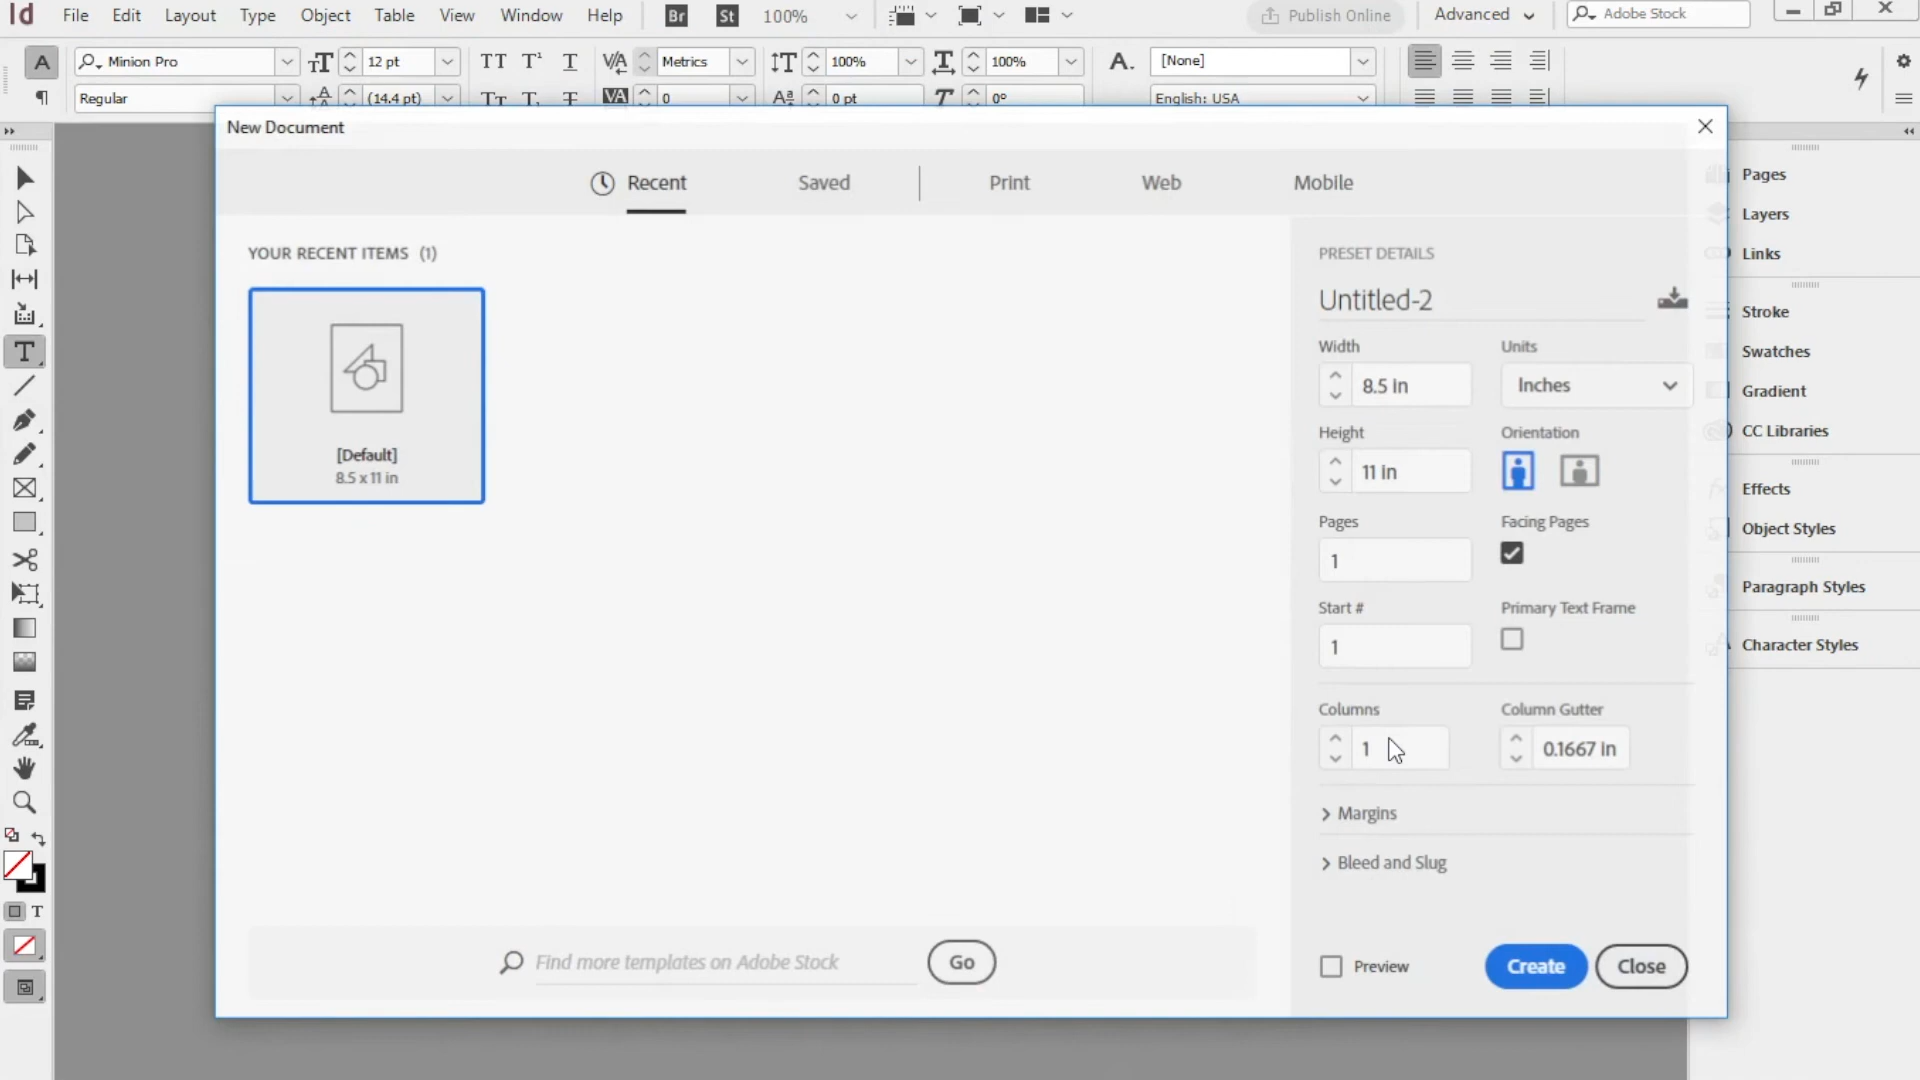 Id File Edit Layout Type Object Table View Window Help Br St 100% Publish Online Advanced Adobe Stock
A Minion Pro 12 pt Metrics 100% 100% A. [None]
Regular (14.4 pt) 0 0 pt 0° English: USA
New Document
Recent Saved Print Web Mobile
YOUR RECENT ITEMS (1)
[Default]
8.5 x 11 in
Find more templates on Adobe Stock Go
PRESET DETAILS
Untitled-2
Width Units
8.5 in Inches
Height Orientation
11 in
Pages Facing Pages
1
Start # Primary Text Frame
1
Columns Column Gutter
1 0.1667 in
Margins
Bleed and Slug
Preview Create Close
Pages
Layers
Links
Stroke
Swatches
Gradient
CC Libraries
Effects
Object Styles
Paragraph Styles
Character Styles